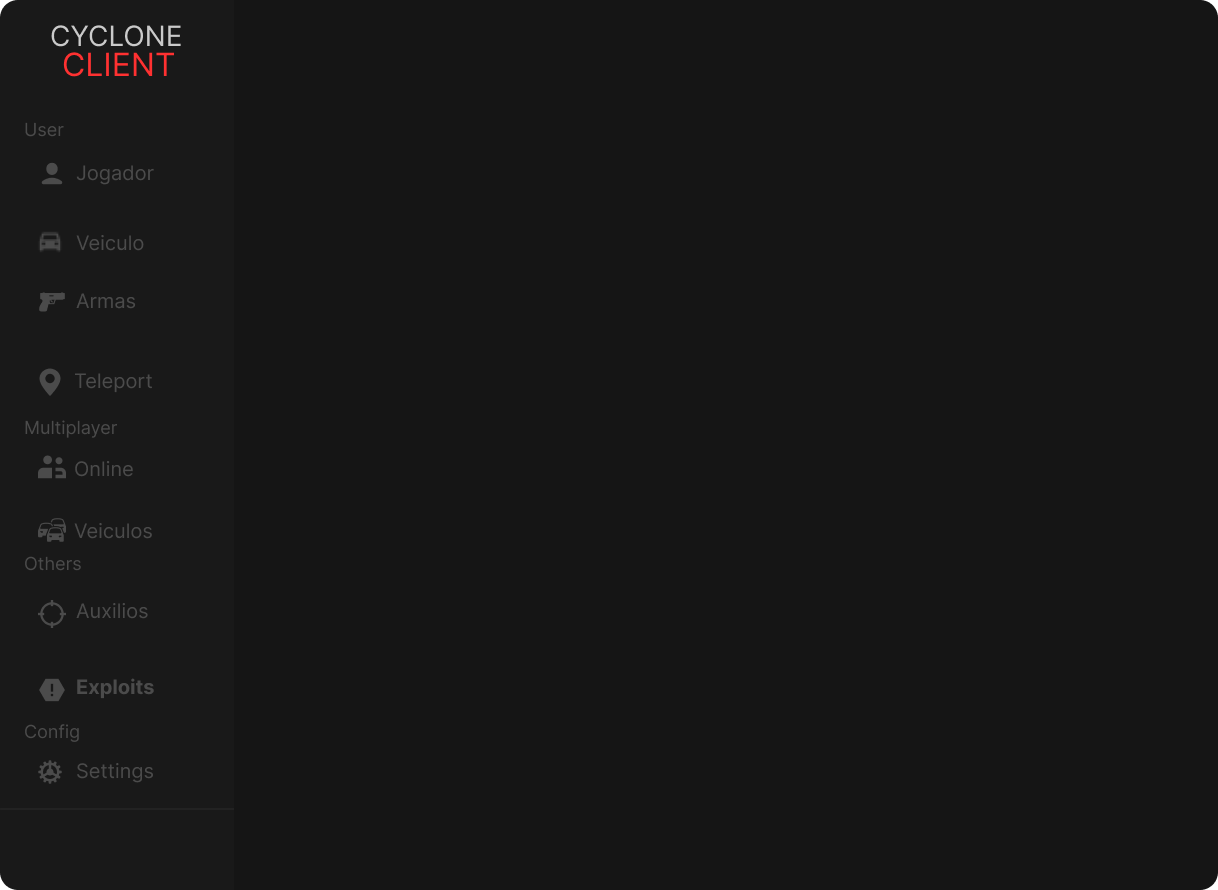 CYCLONE
CLIENT
User
Jogador
Veiculo
Armas
Teleport
Multiplayer
Online
Veiculos
Others
Auxilios
Exploits
Config
Settings